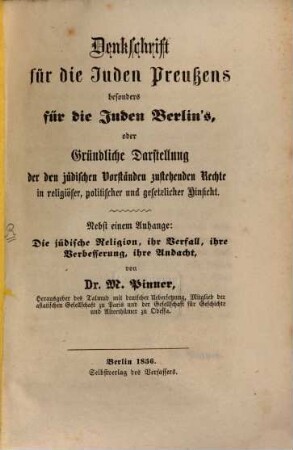 Denkschrift
für die Juden Preußens
besonders
für die Juden Berlin's,
oder
Gründliche Darstellung
der den jüdischen Vorständen zustehenden Rechte
in religiöser, politischer und gesetzlicher Hinsicht.
Nebst einem Anhange:
Die jüdische Religion, ihr Verfall, ihre
Verbesserung, ihre Andacht,
von
Dr. M. Pinner,
Herausgeber des Talmud mit deutscher Uebersetzung, Mitglied der
asiatischen Gesellschaft zu Paris und der Gesellschaft für Geschichte
und Alterthümer zu Odessa.
Berlin 1856.
Selbstverlag des Verfassers.